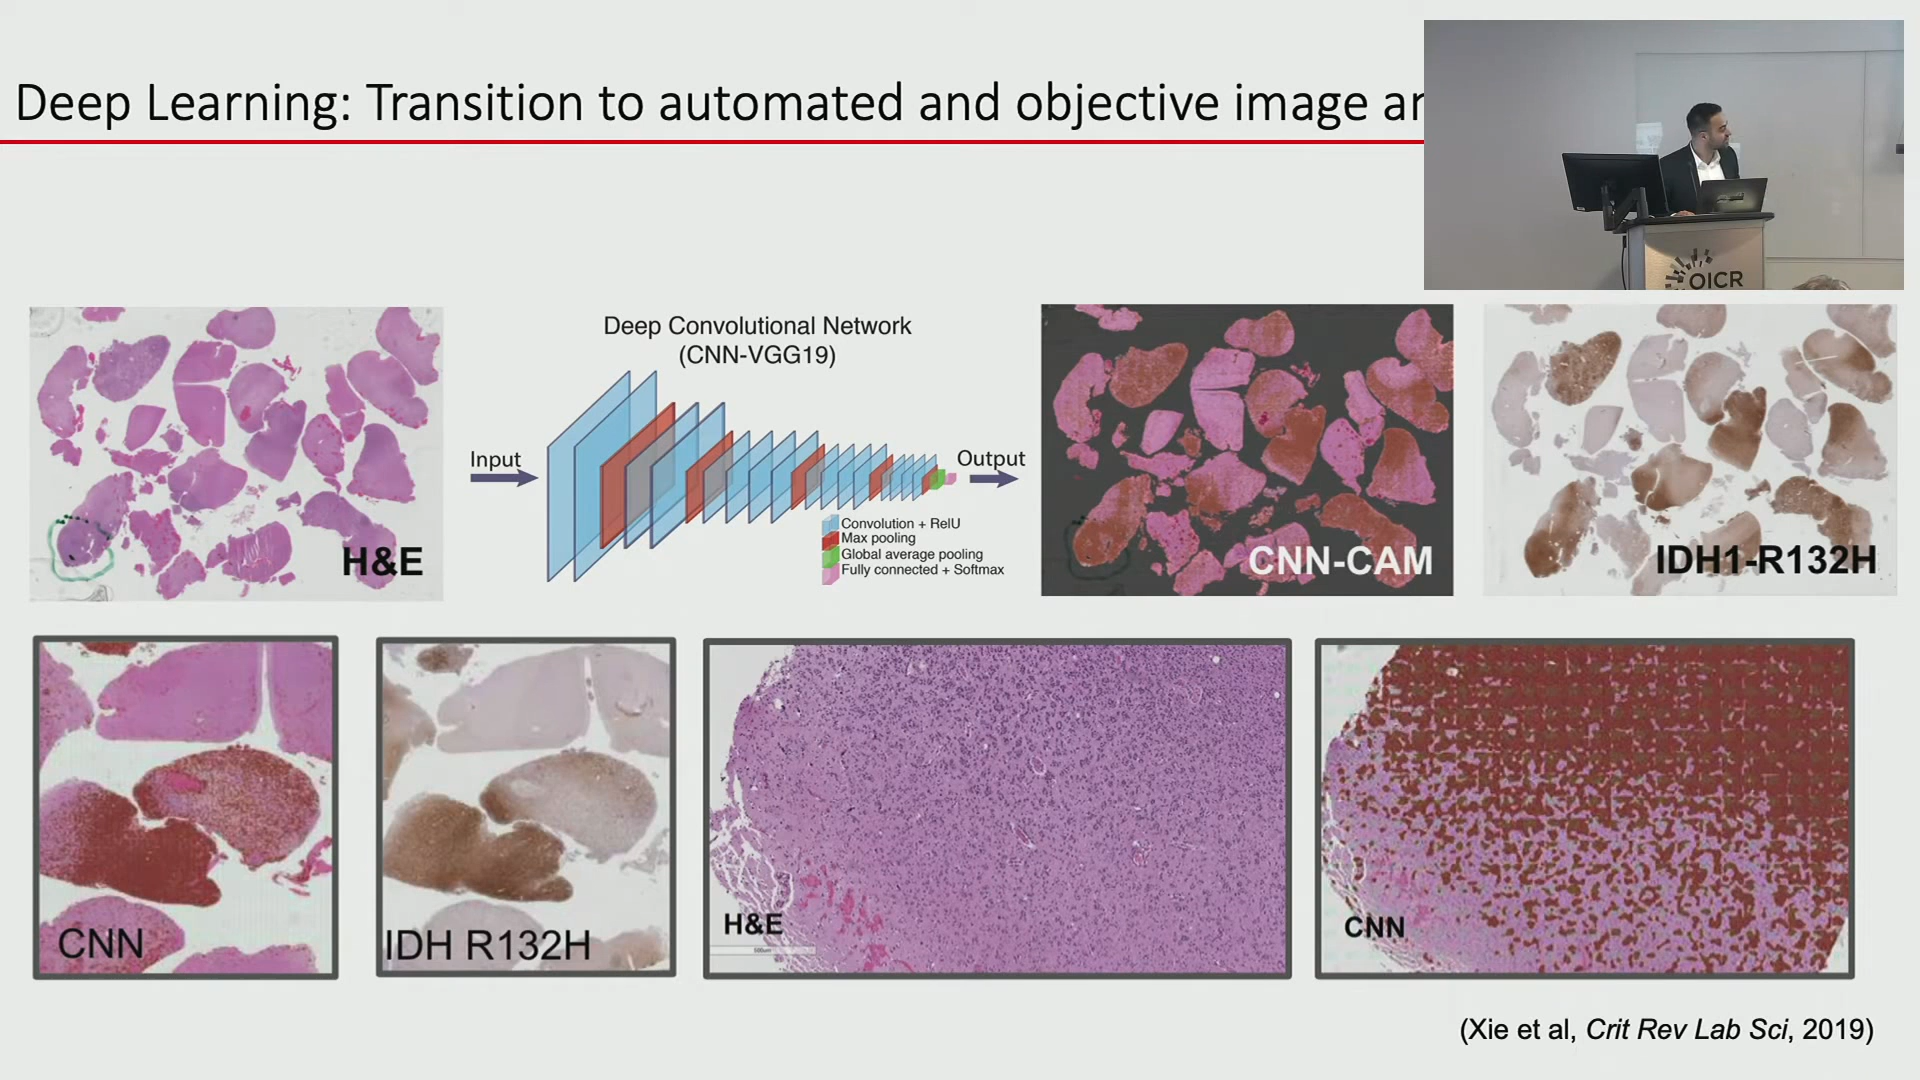 Deep Learning: Transition to automated and objective image
OICR
Deep Convolutional Network
(CNN-VGG19)
Input
Output
Convolution + RelU
Max pooling
Global average pooling
Fully connected + Softmax
H&E
CNN-CAM
IDH1-R132H
CNN
IDH R132H
H&E
CNN
(Xie et al, Crit Rev Lab Sci, 2019)